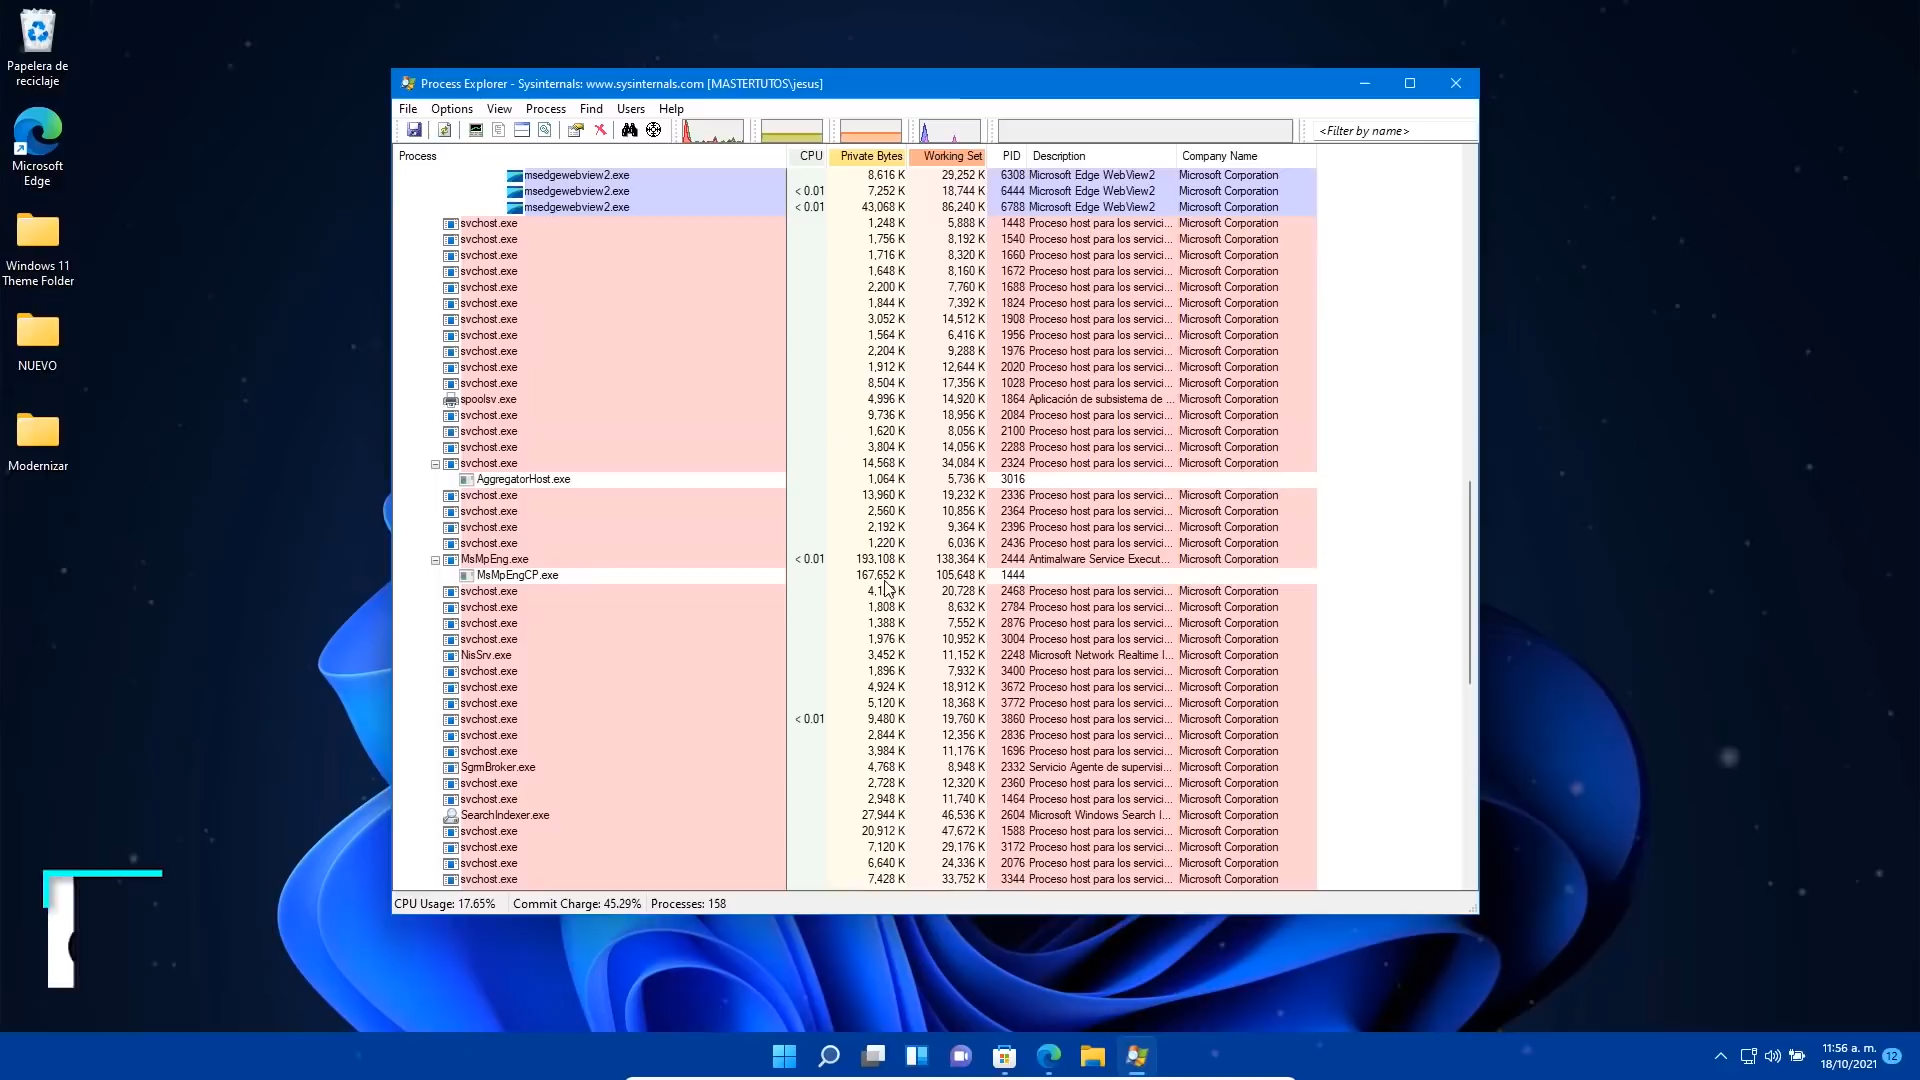 Papelera de
reciclaje
Microsoft
Edge
Windows 11
Theme Folder
NUEVO
Modernizar
Process Explorer - Sysinternals: www.sysinternals.com [MASTERTUTOS\jesus]
File Options View Process Find Users Help
<Filter by name>
Process CPU Private Bytes Working Set PID Description Company Name
msedgewebview2.exe 8,616 K 29,252 K 6308 Microsoft Edge WebView2 Microsoft Corporation
msedgewebview2.exe < 0.01 7,252 K 18,744 K 6444 Microsoft Edge WebView2 Microsoft Corporation
msedgewebview2.exe < 0.01 43,068 K 86,240 K 6788 Microsoft Edge WebView2 Microsoft Corporation
svchost.exe 1,248 K 5,888 K 1448 Proceso host para los servici... Microsoft Corporation
svchost.exe 1,756 K 8,192 K 1540 Proceso host para los servici... Microsoft Corporation
svchost.exe 1,716 K 8,320 K 1660 Proceso host para los servici... Microsoft Corporation
svchost.exe 1,648 K 8,160 K 1672 Proceso host para los servici... Microsoft Corporation
svchost.exe 2,200 K 7,760 K 1688 Proceso host para los servici... Microsoft Corporation
svchost.exe 1,844 K 7,392 K 1824 Proceso host para los servici... Microsoft Corporation
svchost.exe 3,052 K 14,512 K 1908 Proceso host para los servici... Microsoft Corporation
svchost.exe 1,564 K 6,416 K 1956 Proceso host para los servici... Microsoft Corporation
svchost.exe 2,204 K 9,288 K 1976 Proceso host para los servici... Microsoft Corporation
svchost.exe 1,912 K 12,644 K 2020 Proceso host para los servici... Microsoft Corporation
svchost.exe 8,504 K 17,356 K 1028 Proceso host para los servici... Microsoft Corporation
spoolsv.exe 4,996 K 14,920 K 1864 Aplicación de subsistema de ... Microsoft Corporation
svchost.exe 9,736 K 18,956 K 2084 Proceso host para los servici... Microsoft Corporation
svchost.exe 1,620 K 8,056 K 2100 Proceso host para los servici... Microsoft Corporation
svchost.exe 3,804 K 14,056 K 2288 Proceso host para los servici... Microsoft Corporation
svchost.exe 14,568 K 34,084 K 2324 Proceso host para los servici... Microsoft Corporation
AggregatorHost.exe 1,064 K 5,736 K 3016
svchost.exe 13,960 K 19,232 K 2336 Proceso host para los servici... Microsoft Corporation
svchost.exe 2,560 K 10,856 K 2364 Proceso host para los servici... Microsoft Corporation
svchost.exe 2,192 K 9,364 K 2396 Proceso host para los servici... Microsoft Corporation
svchost.exe 1,220 K 6,036 K 2436 Proceso host para los servici... Microsoft Corporation
MsMpEng.exe < 0.01 193,108 K 138,364 K 2444 Antimalware Service Execut... Microsoft Corporation
MsMpEngCP.exe 167,652 K 105,648 K 1444
svchost.exe K 20,728 K 2468 Proceso host para los servici... Microsoft Corporation
svchost.exe 1,808 K 8,632 K 2784 Proceso host para los servici... Microsoft Corporation
svchost.exe 1,388 K 7,552 K 2876 Proceso host para los servici... Microsoft Corporation
svchost.exe 1,976 K 10,952 K 3004 Proceso host para los servici... Microsoft Corporation
NisSrv.exe 3,452 K 11,152 K 2248 Microsoft Network Realtime I... Microsoft Corporation
svchost.exe 1,896 K 7,932 K 3400 Proceso host para los servici... Microsoft Corporation
svchost.exe 4,924 K 18,912 K 3672 Proceso host para los servici... Microsoft Corporation
svchost.exe 5,120 K 18,368 K 3772 Proceso host para los servici... Microsoft Corporation
svchost.exe < 0.01 9,480 K 19,760 K 3860 Proceso host para los servici... Microsoft Corporation
svchost.exe 2,844 K 12,356 K 2836 Proceso host para los servici... Microsoft Corporation
svchost.exe 3,984 K 11,176 K 1696 Proceso host para los servici... Microsoft Corporation
SgrmBroker.exe 4,768 K 8,948 K 2332 Servicio Agente de supervisi... Microsoft Corporation
svchost.exe 2,728 K 12,320 K 2360 Proceso host para los servici... Microsoft Corporation
svchost.exe 2,948 K 11,740 K 1464 Proceso host para los servici... Microsoft Corporation
SearchIndexer.exe 27,944 K 46,536 K 2604 Microsoft Windows Search I... Microsoft Corporation
svchost.exe 20,912 K 47,672 K 1588 Proceso host para los servici... Microsoft Corporation
svchost.exe 7,120 K 29,176 K 3172 Proceso host para los servici... Microsoft Corporation
svchost.exe 6,640 K 24,336 K 2076 Proceso host para los servici... Microsoft Corporation
svchost.exe 7,428 K 33,752 K 3344 Proceso host para los servici... Microsoft Corporation
CPU Usage: 17.65% Commit Charge: 45.29% Processes: 158
11:56 a. m.
18/10/2021
12